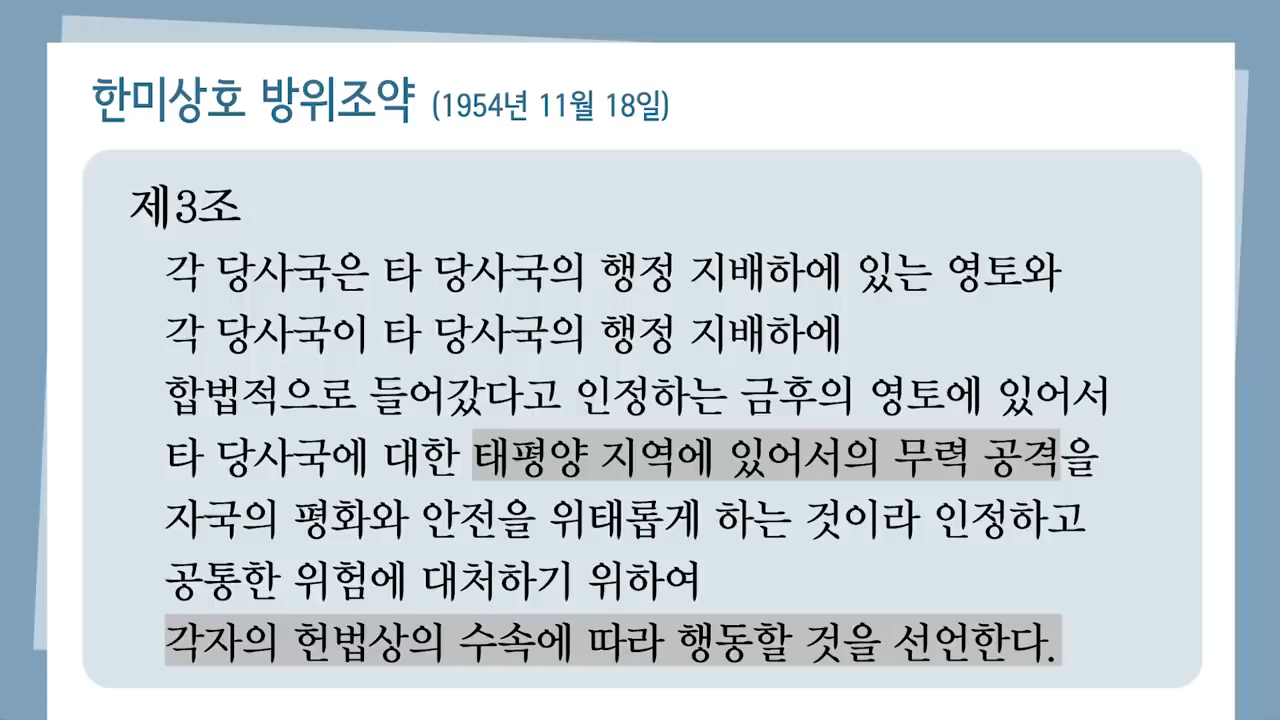 한미상호 방위조약 (1954년 11월 18일)
제3조
각 당사국은 타 당사국의 행정 지배하에 있는 영토와
각 당사국이 타 당사국의 행정 지배하에
합법적으로 들어갔다고 인정하는 금후의 영토에 있어서
타 당사국에 대한 태평양 지역에 있어서의 무력 공격을
자국의 평화와 안전을 위태롭게 하는 것이라 인정하고
공통한 위험에 대처하기 위하여
각자의 헌법상의 수속에 따라 행동할 것을 선언한다.